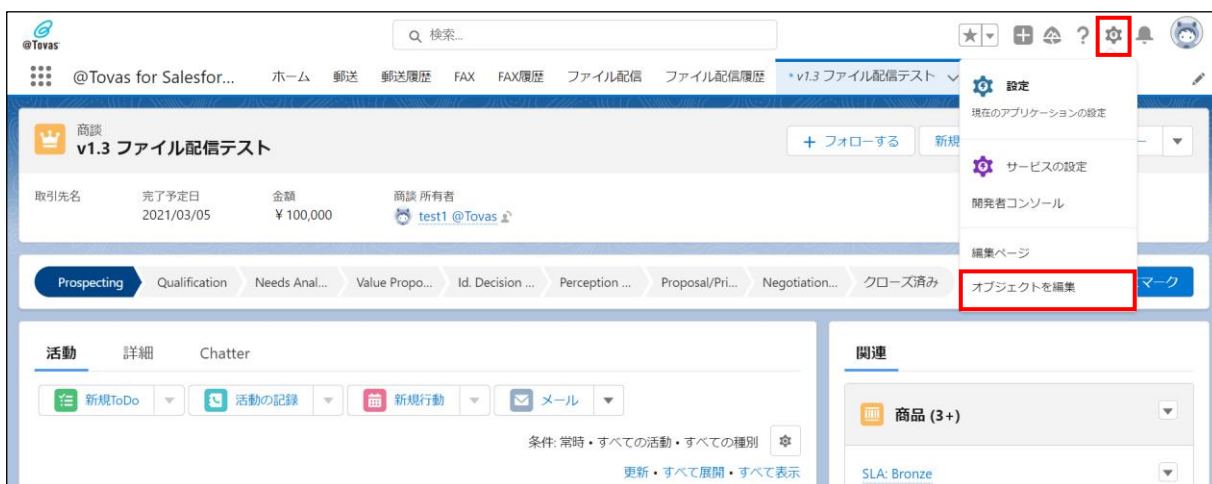 @Tovas
検索...
@Tovas for Salesfor...
ホーム
郵送
郵送履歴
FAX
FAX履歴
ファイル配信
ファイル配信履歴
* v1.3 ファイル配信テスト
設定
現在のアプリケーションの設定
サービスの設定
開発者コンソール
編集ページ
オブジェクトを編集
商談
v1.3 ファイル配信テスト
+ フォローする
新規
ー
取引先名
完了予定日
金額
商談 所有者
2021/03/05
¥ 100,000
test1 @Tovas
Prospecting
Qualification
Needs Anal...
Value Propo...
Id. Decision ...
Perception ...
Proposal/Pri...
Negotiation...
クローズ済み
マーク
活動
詳細
Chatter
関連
新規ToDo
活動の記録
新規行動
メール
商品 (3+)
条件: 常時 • すべての活動 • すべての種別
更新 • すべて展開 • すべて表示
SLA: Bronze